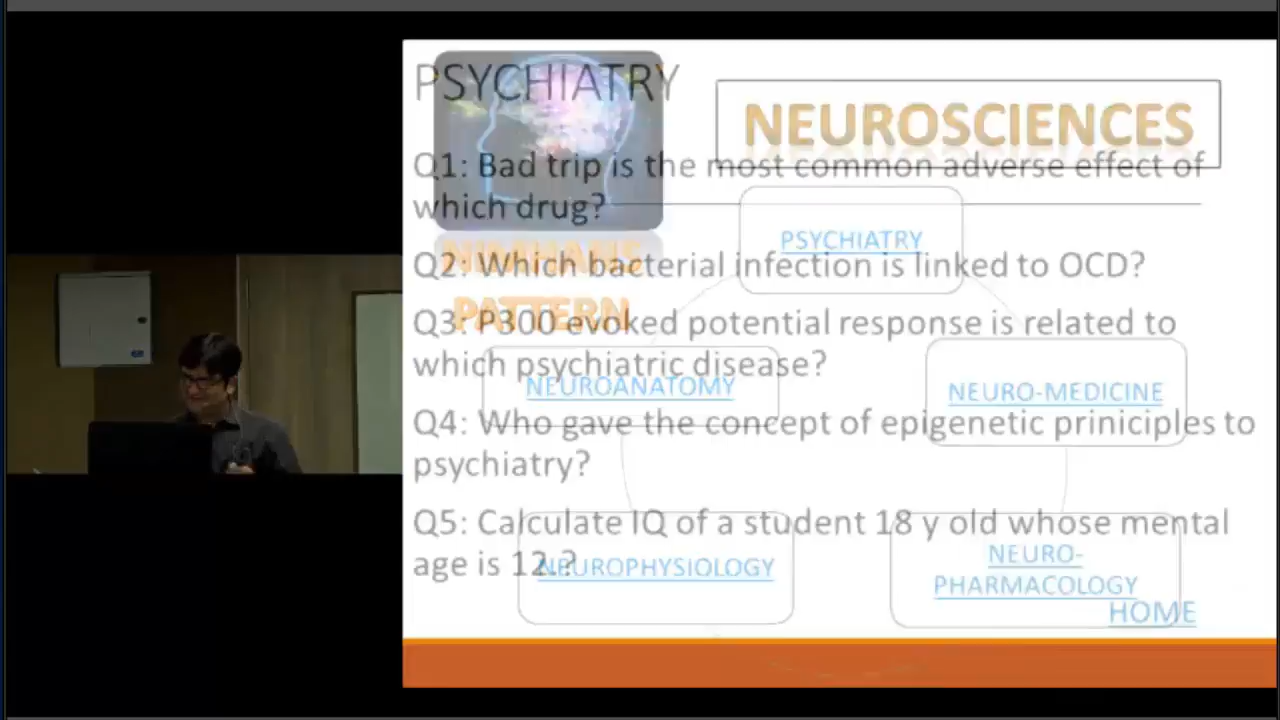 PSYCHIATRY
Q1: Bad trip is the most common adverse effect of
which drug?
Q2: Which bacterial infection is linked to OCD?
Q3: P300 evoked potential response is related to
which psychiatric disease?
Q4: Who gave the concept of epigenetic priniciples to
psychiatry?
Q5: Calculate IQ of a student 18 y old whose mental
age is 12.?
HOME
NEUROSCIENCES
NIMHANS
PATTERN
PSYCHIATRY
NEUROANATOMY
NEURO-MEDICINE
NEUROPHYSIOLOGY
NEURO-
PHARMACOLOGY